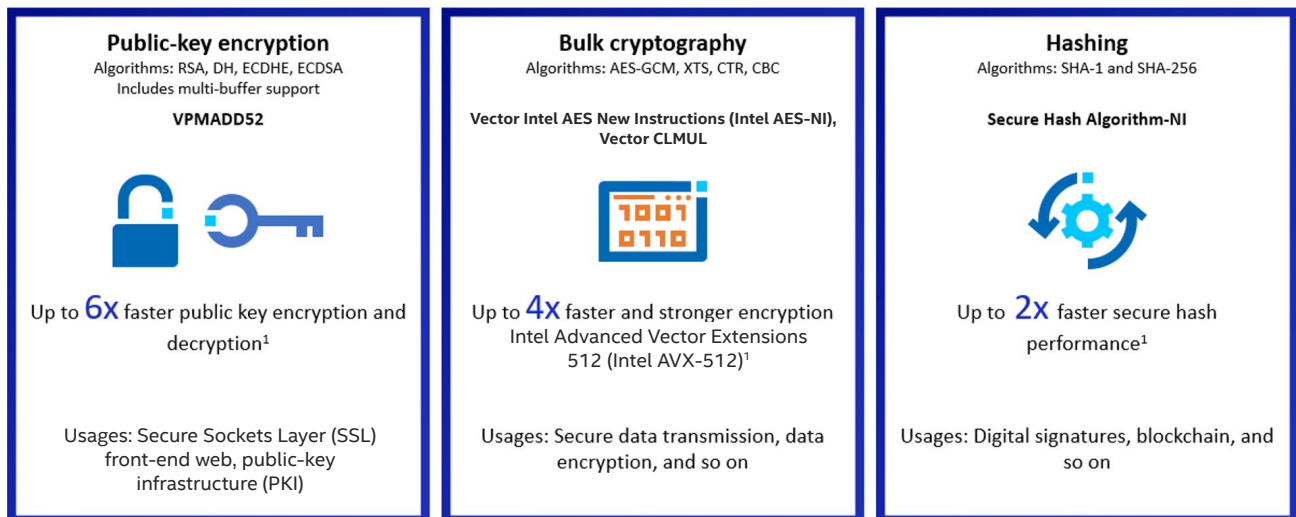 Public-key encryption
Algorithms: RSA, DH, ECDHE, ECDSA
Includes multi-buffer support
VPMADD52
Up to 6x faster public key encryption and
decryption¹
Usages: Secure Sockets Layer (SSL)
front-end web, public-key
infrastructure (PKI)
Bulk cryptography
Algorithms: AES-GCM, XTS, CTR, CBC
Vector Intel AES New Instructions (Intel AES-NI),
Vector CLMUL
1001
0110
Up to 4x faster and stronger encryption
Intel Advanced Vector Extensions
512 (Intel AVX-512)¹
Usages: Secure data transmission, data
encryption, and so on
Hashing
Algorithms: SHA-1 and SHA-256
Secure Hash Algorithm-NI
Up to 2x faster secure hash
performance¹
Usages: Digital signatures, blockchain, and
so on